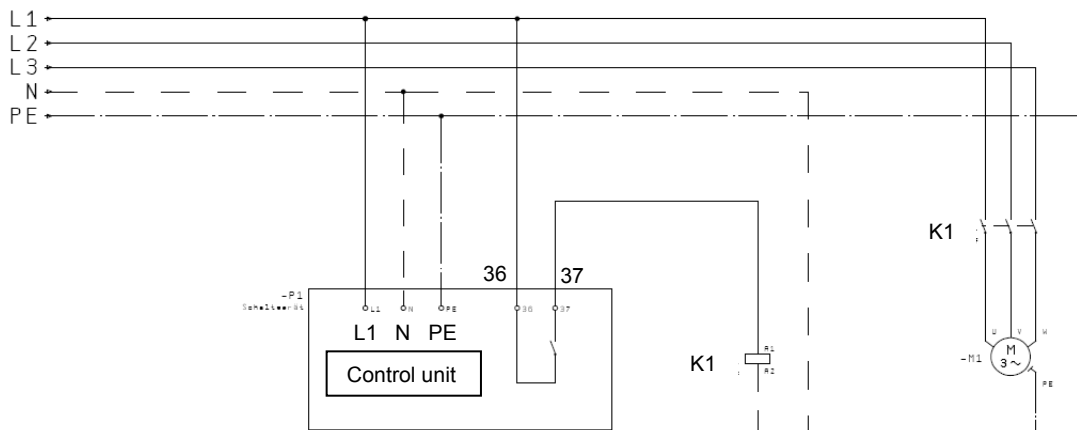 L1
L2
L3
N
PE
K1
36 37
-P1
Schaltgerät
L1 N PE 36 37
L1 N PE
Control unit
K1
A1
A2
U V W
-M1
M
3~
PE